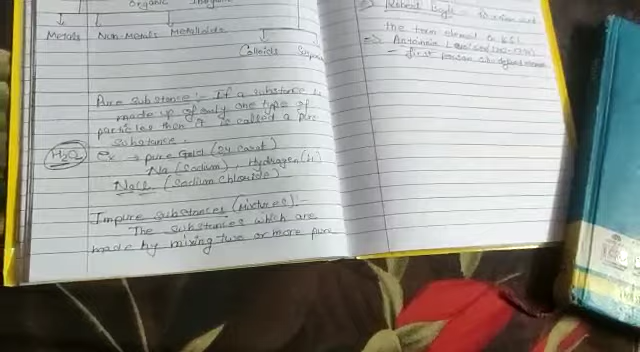 Organic
Metals Non-Metals Metalloids
Colloids
Pure Substance :- If a substance is
made up of only one type of
particles then it is called a pure
substance.
H2O ex → pure Gold (24 carat)
Na (Sodium), Hydrogen (H)
NaCl (Sodium Chloride)
Impure Substances (Mixtures) :-
The substances which are
made by mixing two or more pure
Robert Boyle
the term element
⇒ Antoinnie
- first person who defined